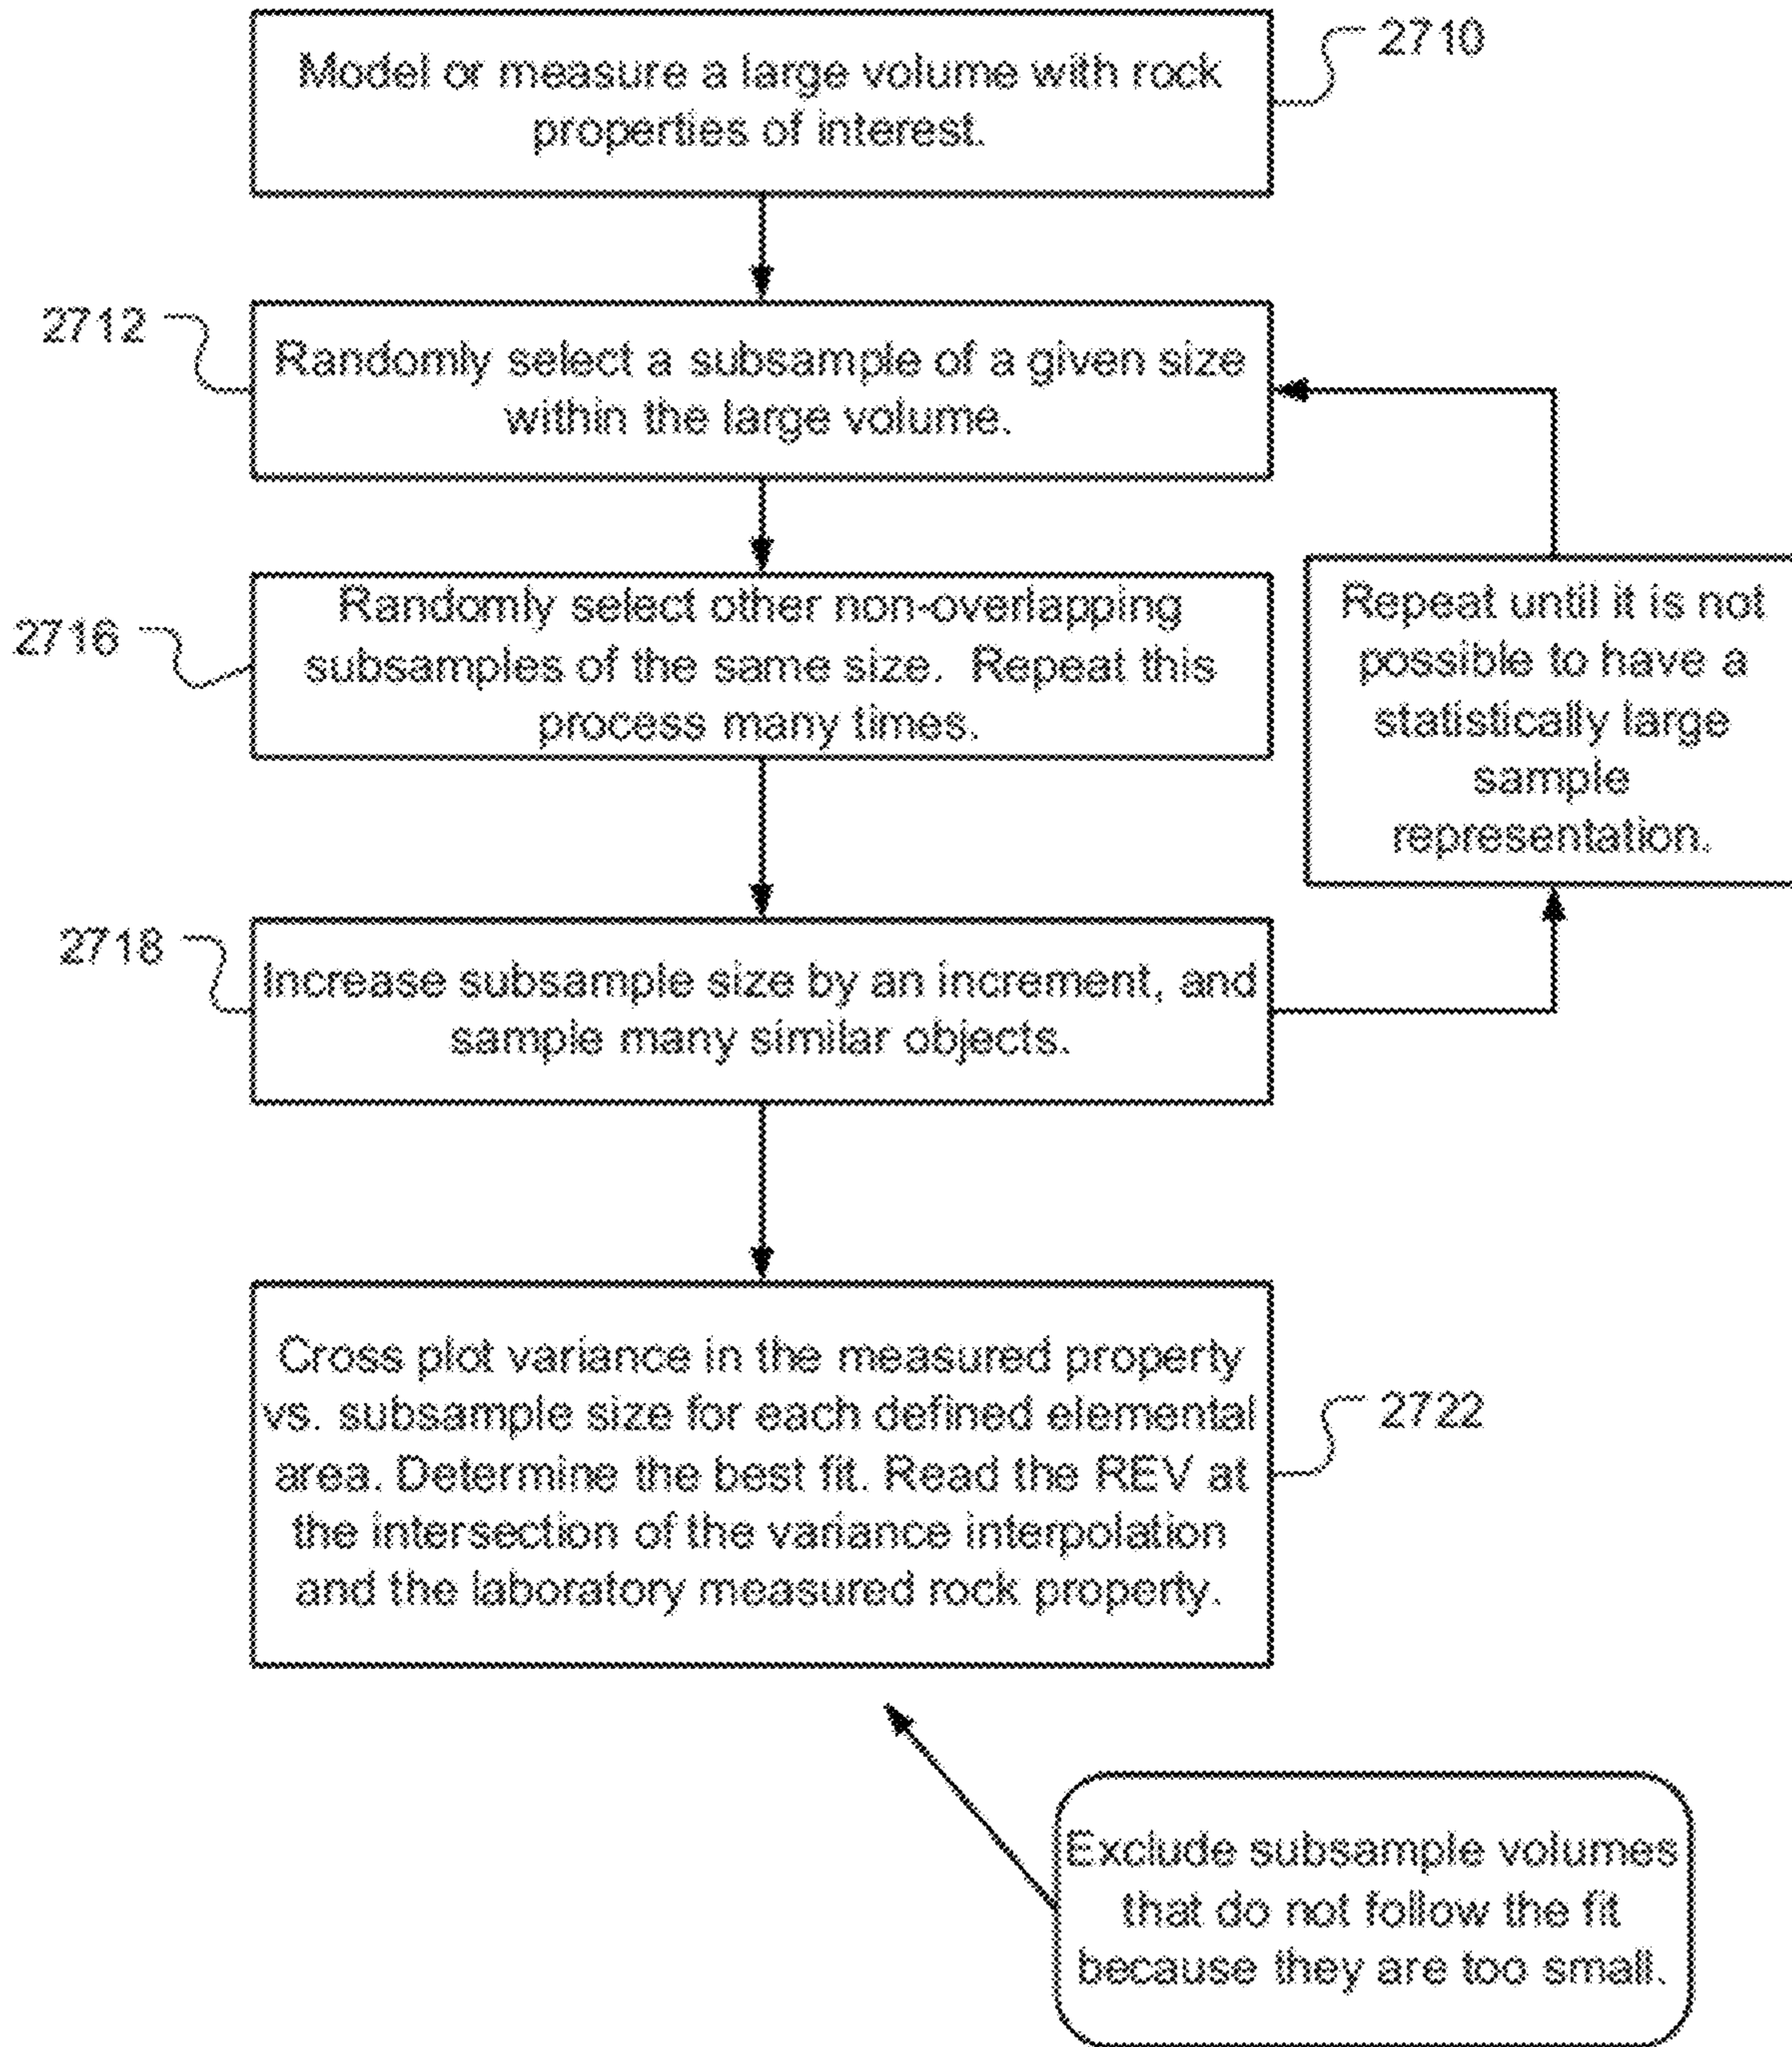 Model or measure a large volume with rock
properties of interest.
2710
2712
Randomly select a subsample of a given size
within the large volume.
2716
Randomly select other non-overlapping
subsamples of the same size.  Repeat this
process many times.
Repeat until it is not
possible to have a
statistically large
sample
representation.
2718
Increase subsample size by an increment, and
sample many similar objects.
Cross plot variance in the measured property
vs. subsample size for each defined elemental
area. Determine the best fit. Read the REV at
the intersection of the variance interpolation
and the laboratory measured rock property.
2722
Exclude subsample volumes
that do not follow the fit
because they are too small.